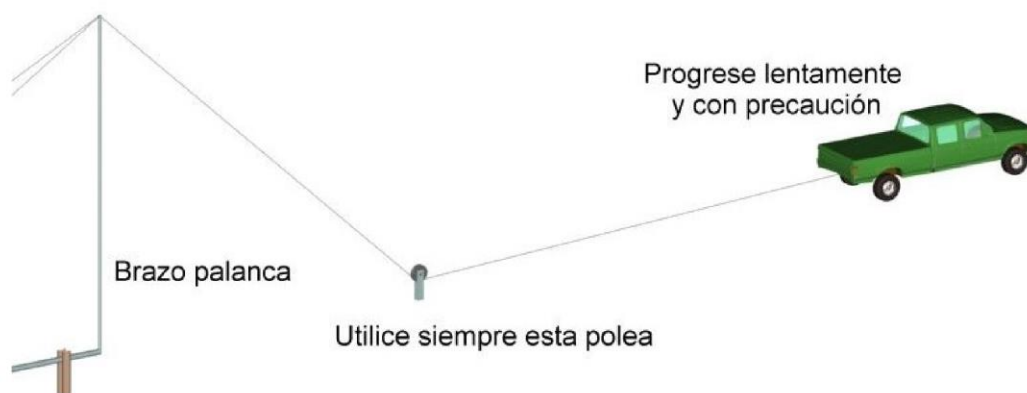 Progrese lentamente
y con precaución
Brazo palanca
Utilice siempre esta polea